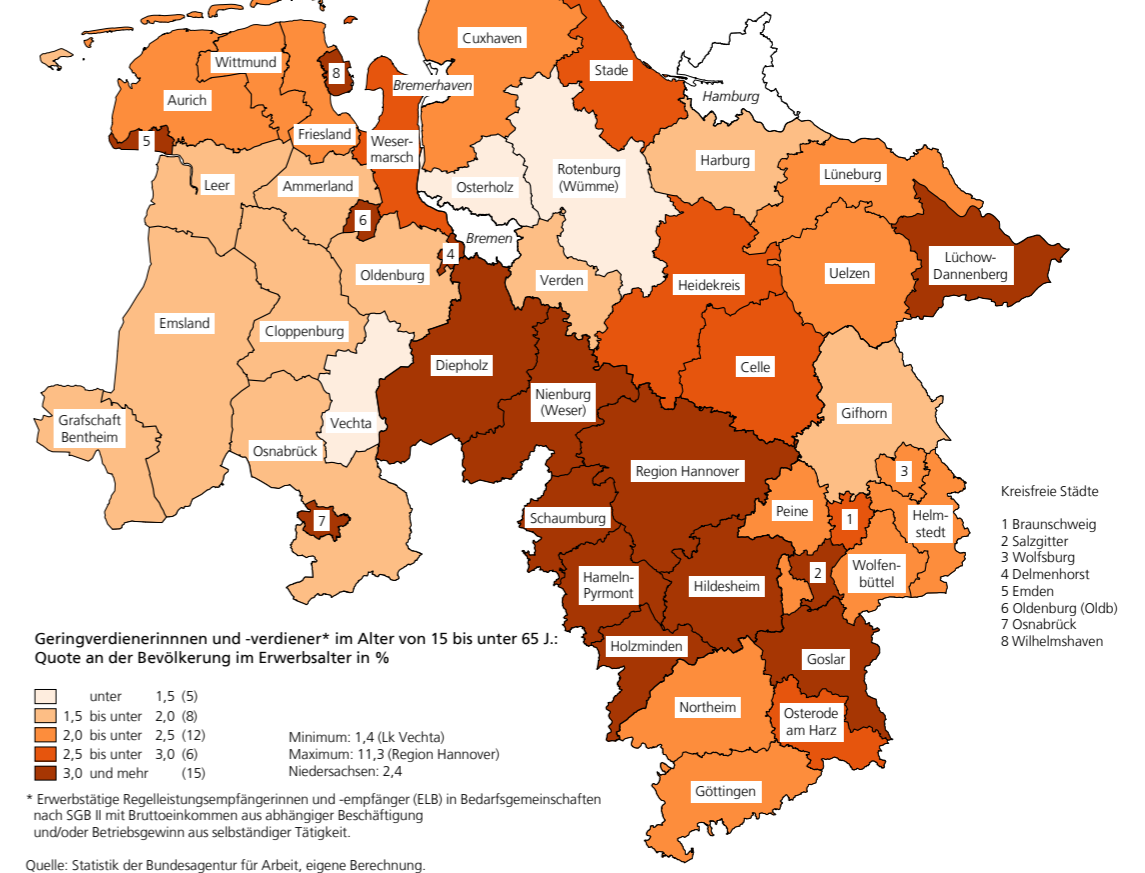 Cuxhaven
Wittmund
Stade
8
Bremerhaven
Hamburg
Aurich
Friesland
5
Weser-
marsch
Harburg
Rotenburg
(Wümme)
Lüneburg
Leer
Ammerland
Osterholz
6
Bremen
4
Lüchow-
Dannenberg
Oldenburg
Verden
Heidekreis
Uelzen
Emsland
Cloppenburg
Diepholz
Celle
Nienburg
(Weser)
Gifhorn
Grafschaft
Bentheim
Vechta
Osnabrück
Region Hannover
3
Kreisfreie Städte
1 Braunschweig
2 Salzgitter
3 Wolfsburg
4 Delmenhorst
5 Emden
6 Oldenburg (Oldb)
7 Osnabrück
8 Wilhelmshaven
7
Schaumburg
Peine
1
Helm-
stedt
Hameln-
Pyrmont
Hildesheim
2
Wolfen-
büttel
Holzminden
Goslar
Northeim
Osterode
am Harz
Göttingen
Geringverdienerinnnen und -verdiener* im Alter von 15 bis unter 65 J.:
Quote an der Bevölkerung im Erwerbsalter in %
unter 1,5 (5)
1,5 bis unter 2,0 (8)
2,0 bis unter 2,5 (12)
2,5 bis unter 3,0 (6)
3,0 und mehr (15)
Minimum: 1,4 (Lk Vechta)
Maximum: 11,3 (Region Hannover)
Niedersachsen: 2,4
* Erwerbstätige Regelleistungsempfängerinnen und -empfänger (ELB) in Bedarfsgemeinschaften
nach SGB II mit Bruttoeinkommen aus abhängiger Beschäftigung
und/oder Betriebsgewinn aus selbständiger Tätigkeit.
Quelle: Statistik der Bundesagentur für Arbeit, eigene Berechnung.